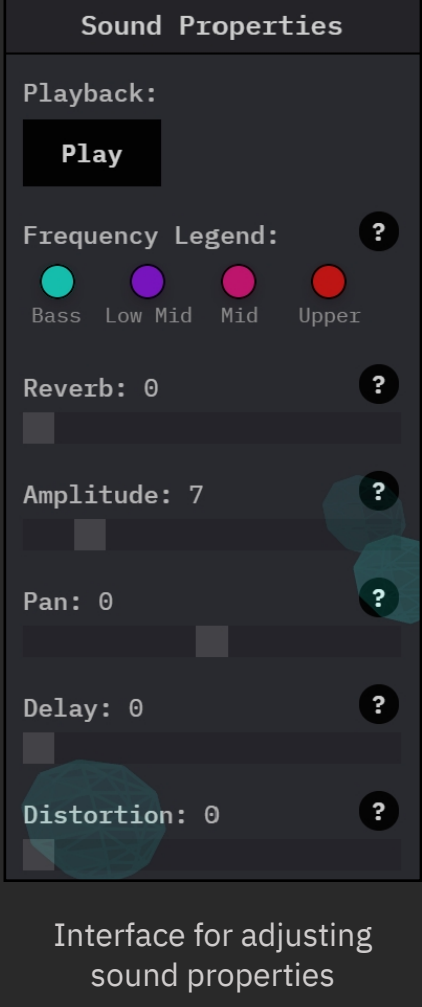 Sound Properties
Playback:
Play
Frequency Legend: ?
Bass Low Mid Mid Upper
Reverb: 0 ?
Amplitude: 7 ?
Pan: 0 ?
Delay: 0 ?
Distortion: 0 ?
Interface for adjusting
sound properties